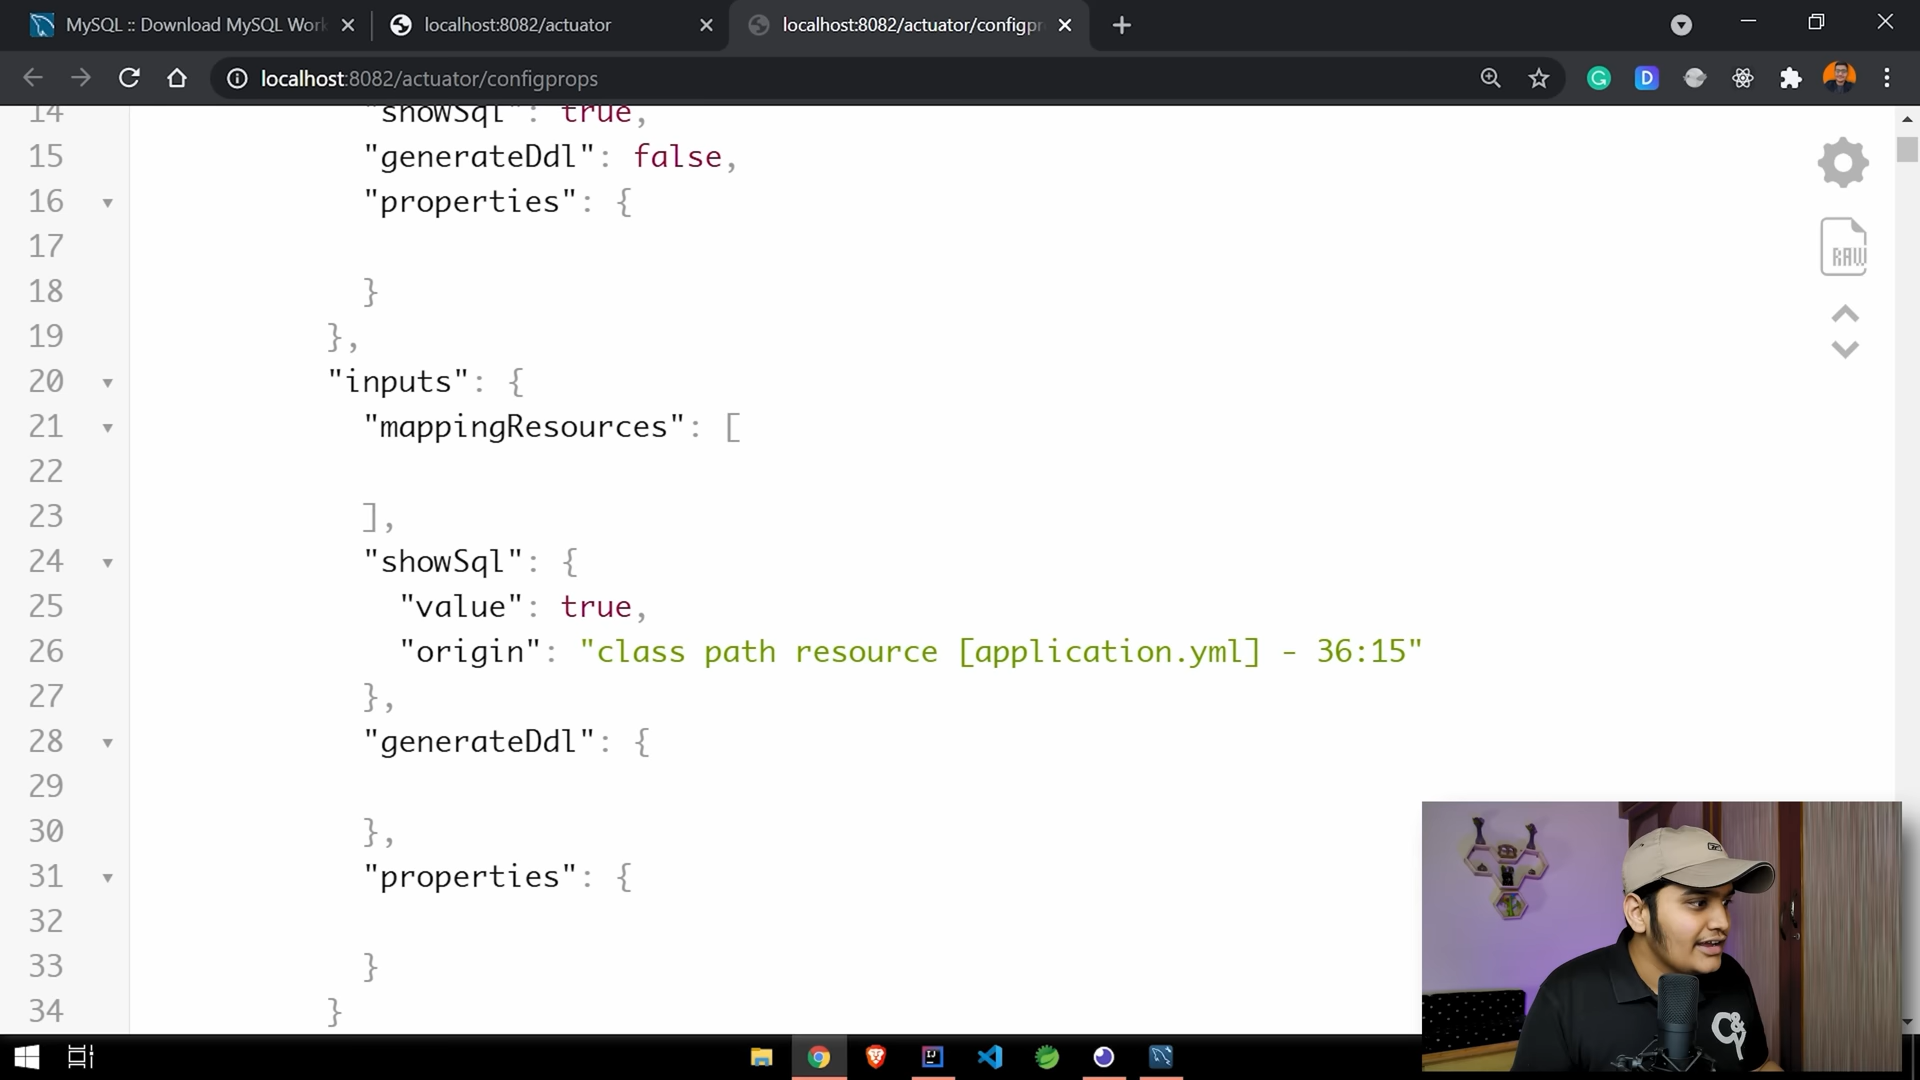 MySQL :: Download MySQL Work
localhost:8082/actuator
localhost:8082/actuator/configpr
localhost:8082/actuator/configprops
14 "showSql": true,
15 "generateDdl": false,
16 "properties": {
17
18 }
19 },
20 "inputs": {
21 "mappingResources": [
22
23 ],
24 "showSql": {
25 "value": true,
26 "origin": "class path resource [application.yml] - 36:15"
27 },
28 "generateDdl": {
29
30 },
31 "properties": {
32
33 }
34 }
RAW